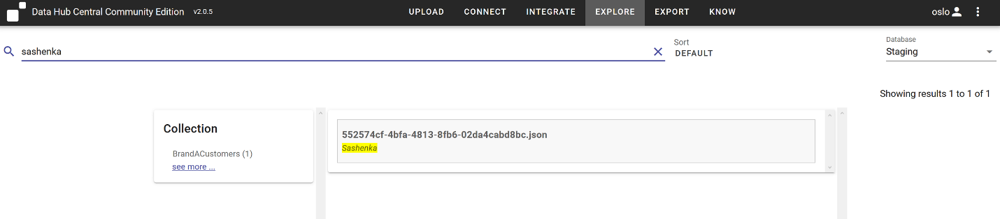 Data Hub Central Community Edition v2.0.5 UPLOAD CONNECT INTEGRATE EXPLORE EXPORT KNOW oslo
sashenka
Sort
DEFAULT
Database
Staging
Showing results 1 to 1 of 1
Collection
BrandACustomers (1)
see more ...
552574cf-4bfa-4813-8fb6-02da4cabd8bc.json
Sashenka